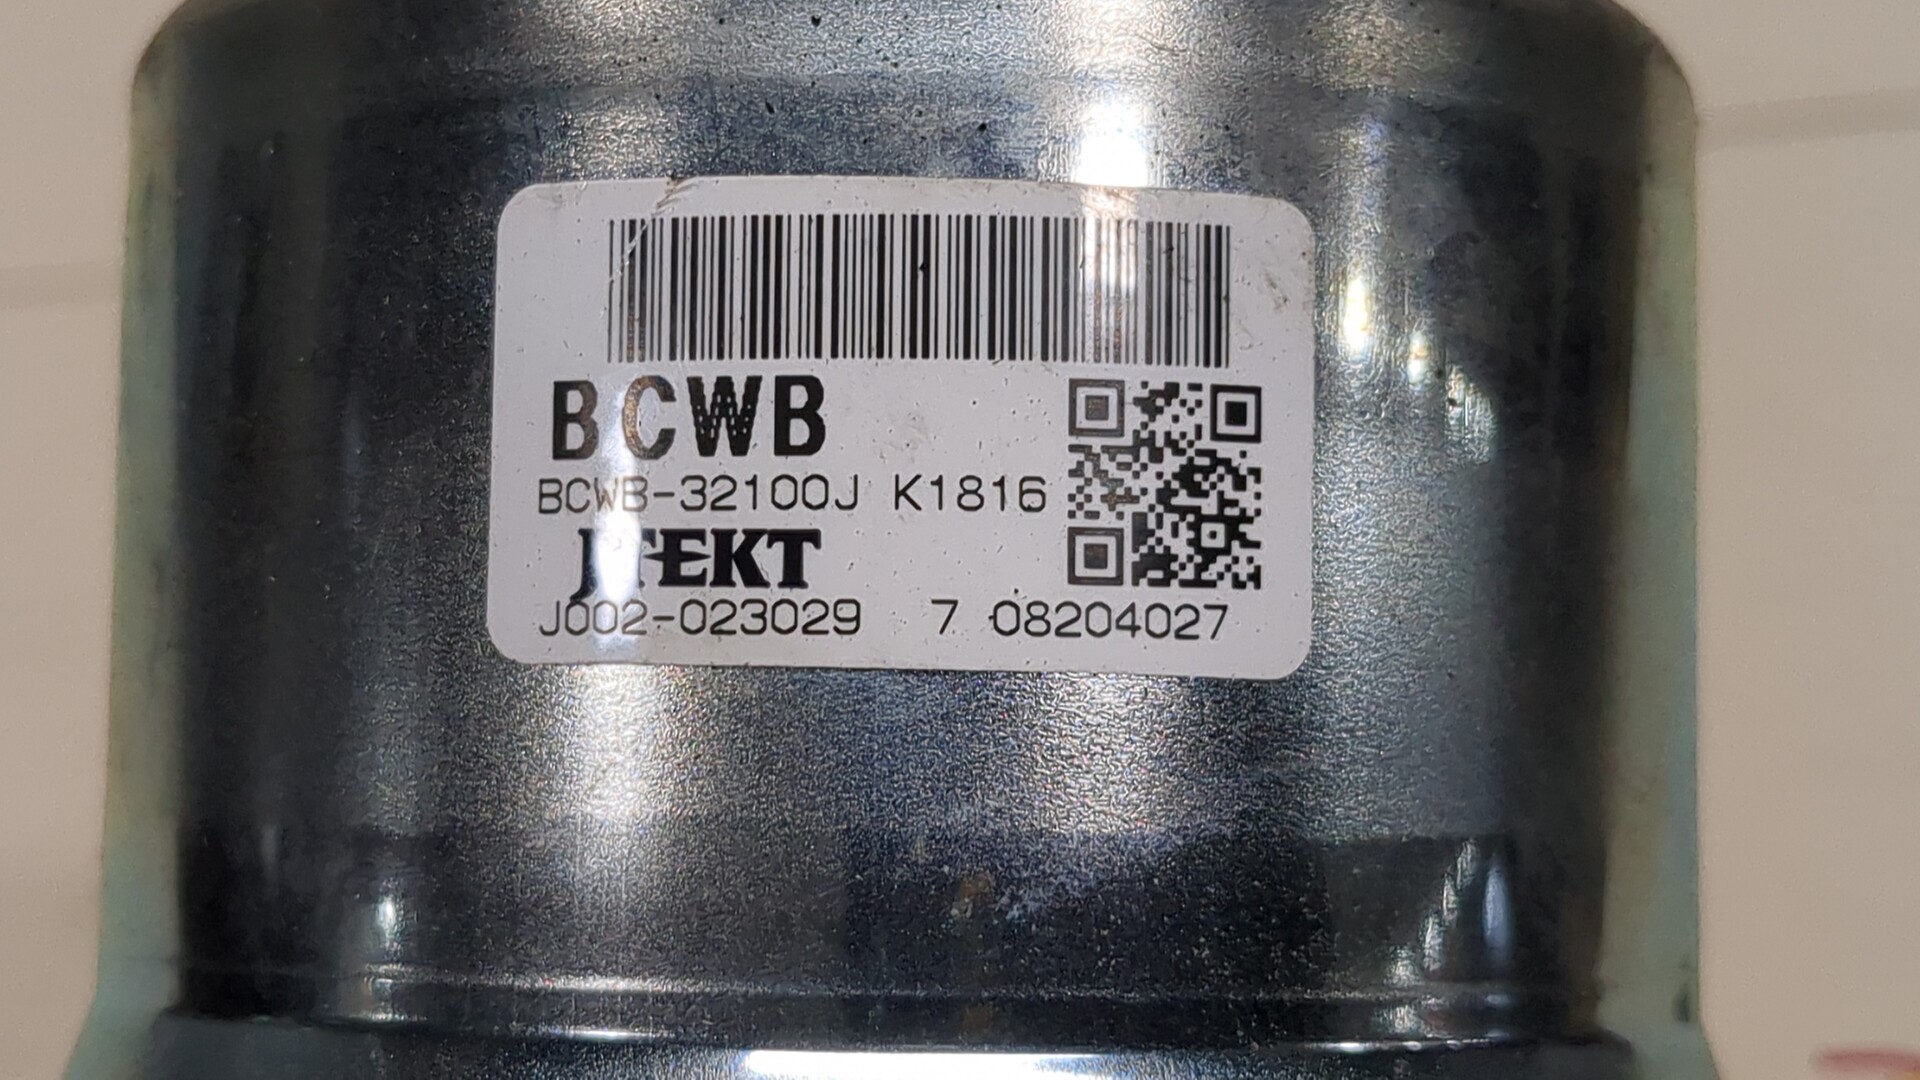 BCWB
BCWB-32100J K1816
JTEKT
J002-023029 7 08204027